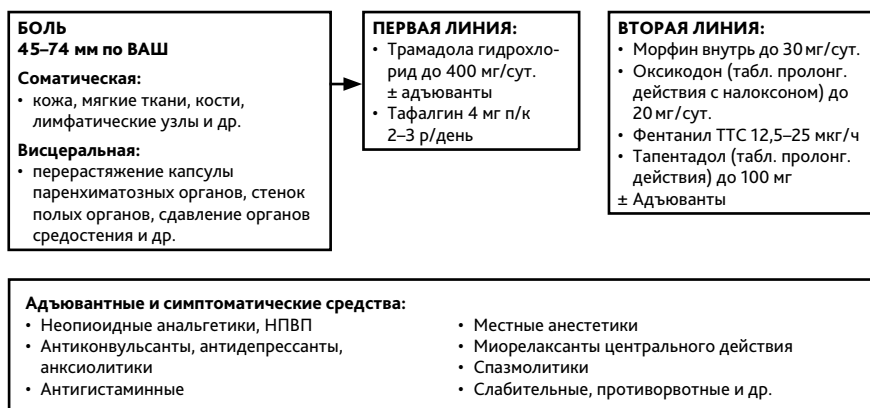 БОЛЬ
45–74 мм по ВАШ
Соматическая:
• кожа, мягкие ткани, кости,
лимфатические узлы и др.
Висцеральная:
• перерастяжение капсулы
паренхиматозных органов, стенок
полых органов, сдавление органов
средостения и др.
ПЕРВАЯ ЛИНИЯ:
• Трамадола гидрохло-
рид до 400 мг/сут.
± адъюванты
• Тафалгин 4 мг п/к
2–3 р/день
ВТОРАЯ ЛИНИЯ:
• Морфин внутрь до 30 мг/сут.
• Оксикодон (табл. пролонг.
действия с налоксоном) до
20 мг/сут.
• Фентанил ТТС 12,5–25 мкг/ч
• Тапентадол (табл. пролонг.
действия) до 100 мг
± Адъюванты
Адъювантные и симптоматические средства:
• Неопиоидные анальгетики, НПВП
• Антиконвульсанты, антидепрессанты,
анксиолитики
• Антигистаминные
• Местные анестетики
• Миорелаксанты центрального действия
• Спазмолитики
• Слабительные, противорвотные и др.